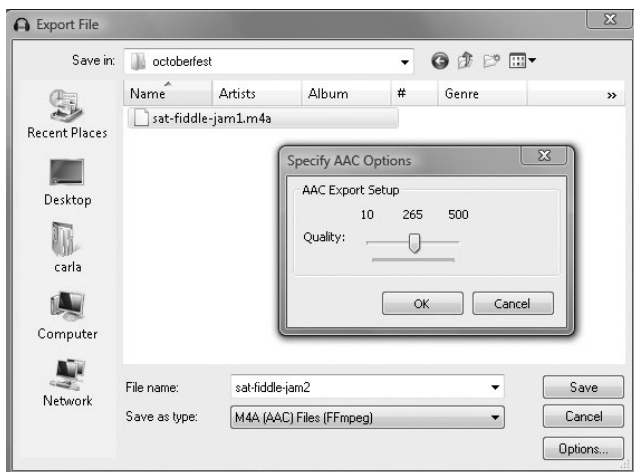 Export File
Save in:
octoberfest
Name Artists Album # Genre »
sat-fiddle-jam1.m4a
Recent Places
Desktop
carla
Computer
Network
Specify AAC Options
AAC Export Setup
10 265 500
Quality:
OK Cancel
File name: sat-fiddle-jam2 Save
Save as type: M4A (AAC) Files (FFmpeg) Cancel
Options...